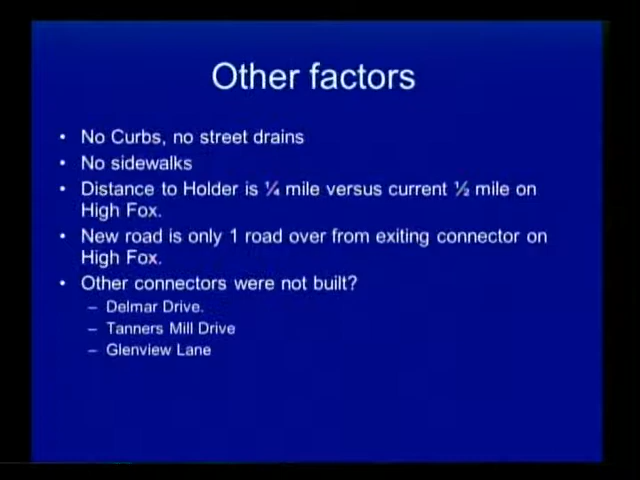 Other factors
• No Curbs, no street drains
• No sidewalks
• Distance to Holder is ¼ mile versus current ½ mile on
High Fox.
• New road is only 1 road over from exiting connector on
High Fox.
• Other connectors were not built?
– Delmar Drive.
– Tanners Mill Drive
– Glenview Lane